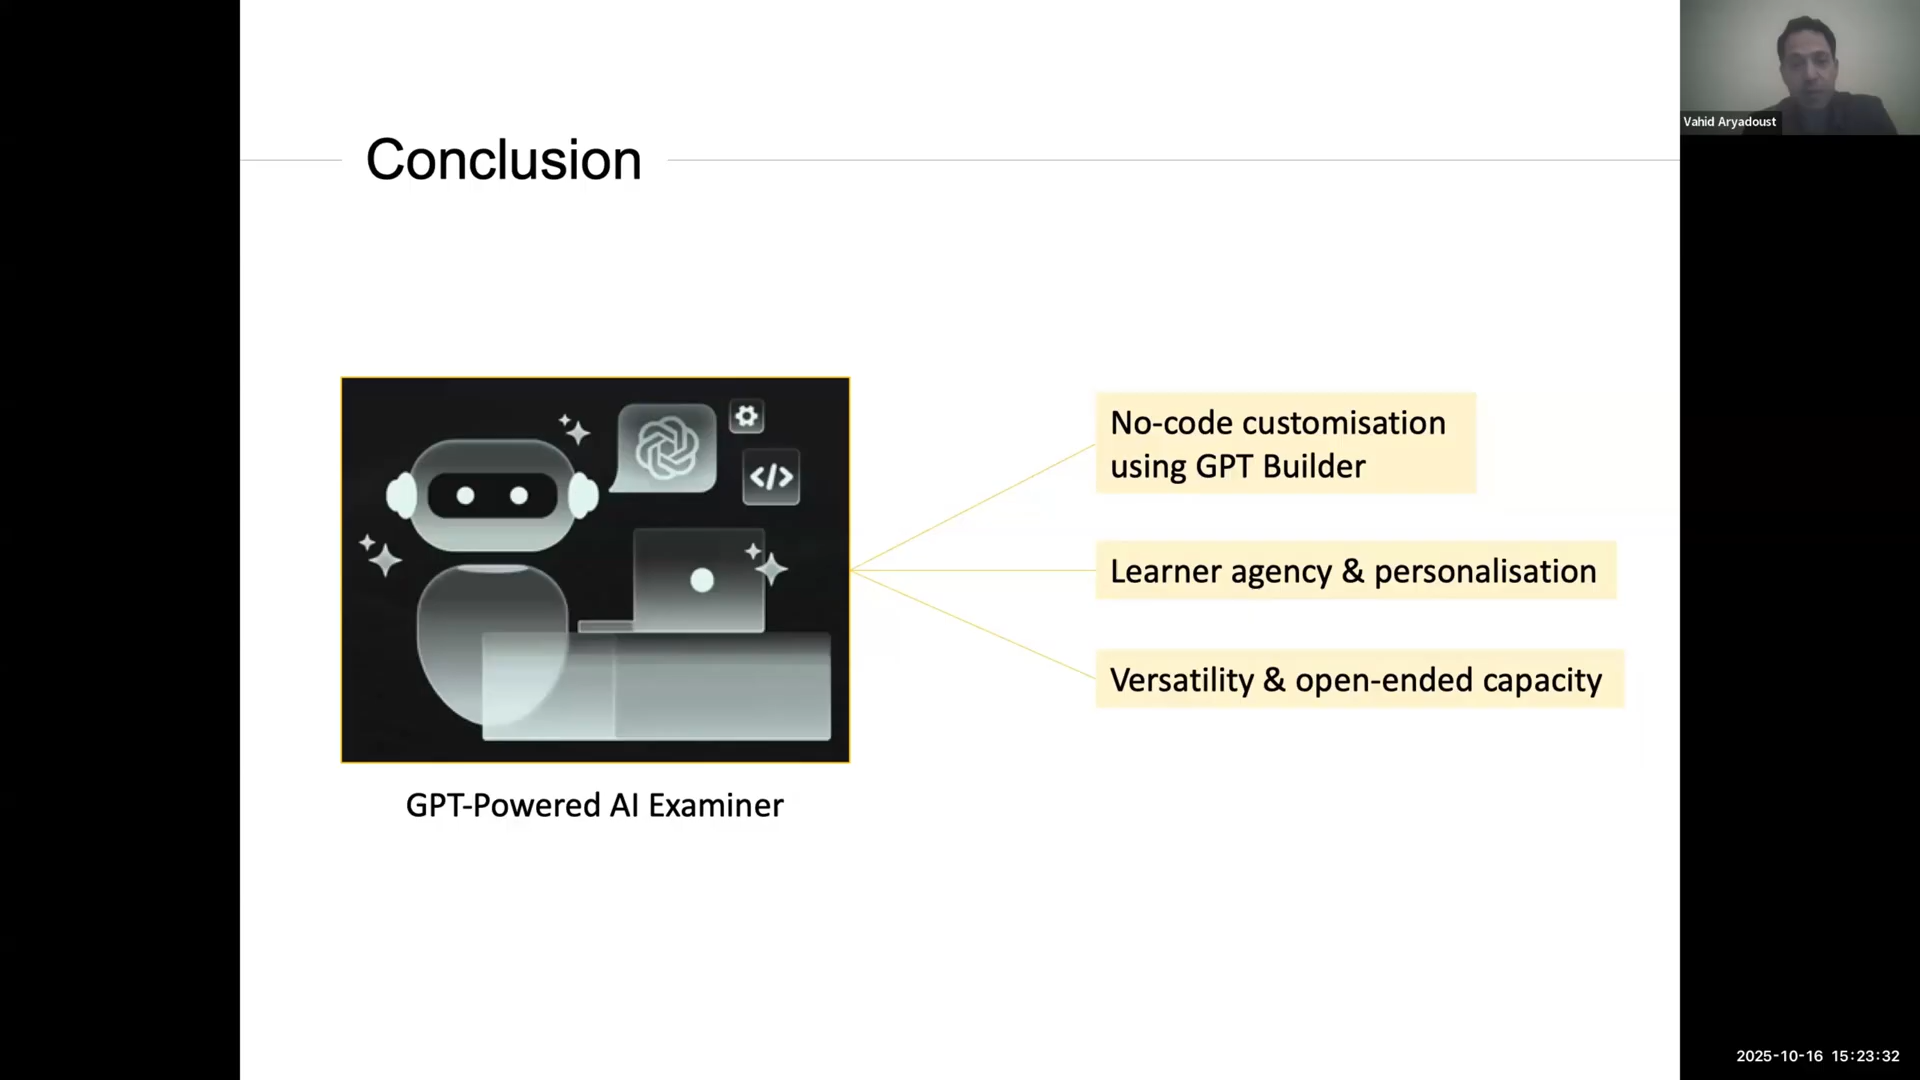 Conclusion
Vahid Aryadoust
</>
No-code customisation
using GPT Builder
Learner agency & personalisation
Versatility & open-ended capacity
GPT-Powered AI Examiner
2025-10-16 15:23:32